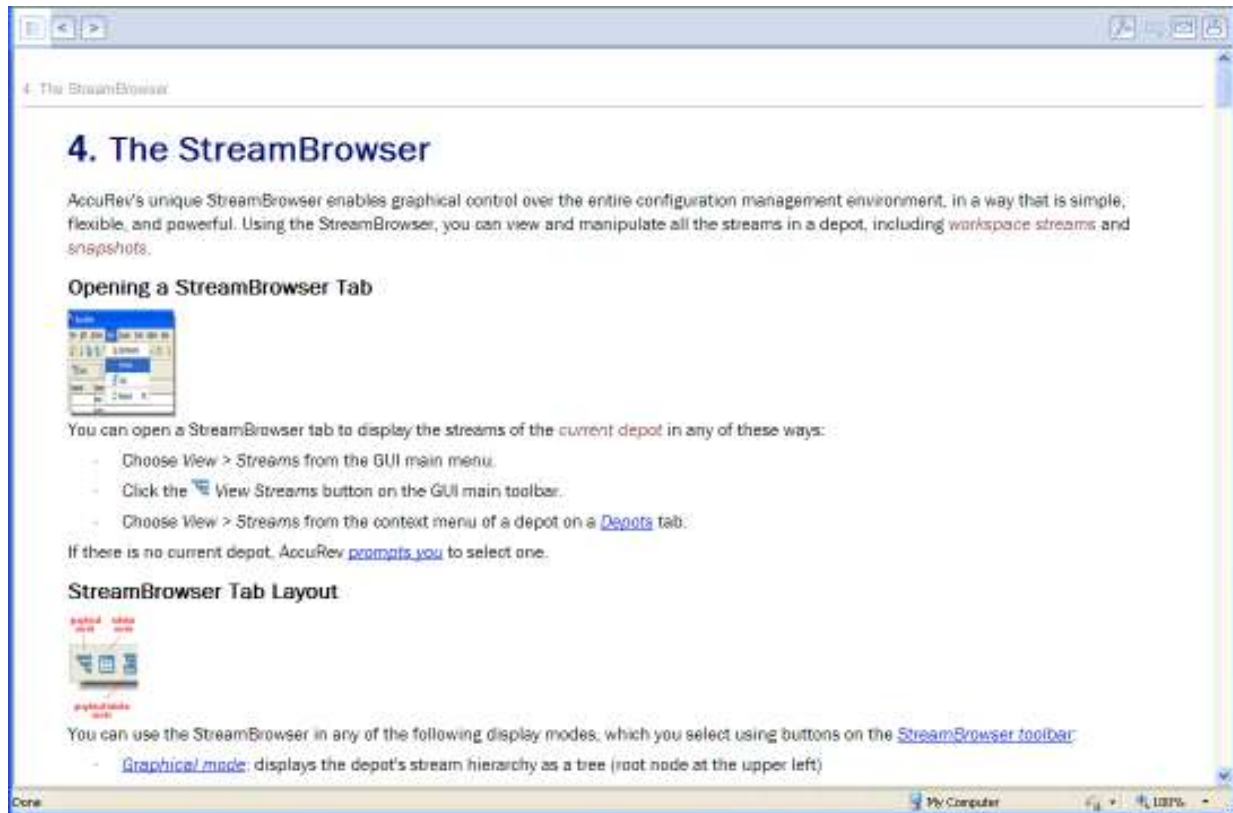 4. The StreamBrowser
4. The StreamBrowser
AccuRev's unique StreamBrowser enables graphical control over the entire configuration management environment, in a way that is simple,
flexible, and powerful. Using the StreamBrowser, you can view and manipulate all the streams in a depot, including workspace streams and
snapshots.
Opening a StreamBrowser Tab
You can open a StreamBrowser tab to display the streams of the current depot in any of these ways:
- Choose View > Streams from the GUI main menu.
- Click the View Streams button on the GUI main toolbar.
- Choose View > Streams from the context menu of a depot on a Depots tab.
If there is no current depot, AccuRev prompts you to select one.
StreamBrowser Tab Layout
You can use the StreamBrowser in any of the following display modes, which you select using buttons on the StreamBrowser toolbar:
- Graphical mode: displays the depot's stream hierarchy as a tree (root node at the upper left)
Done
My Computer
100%